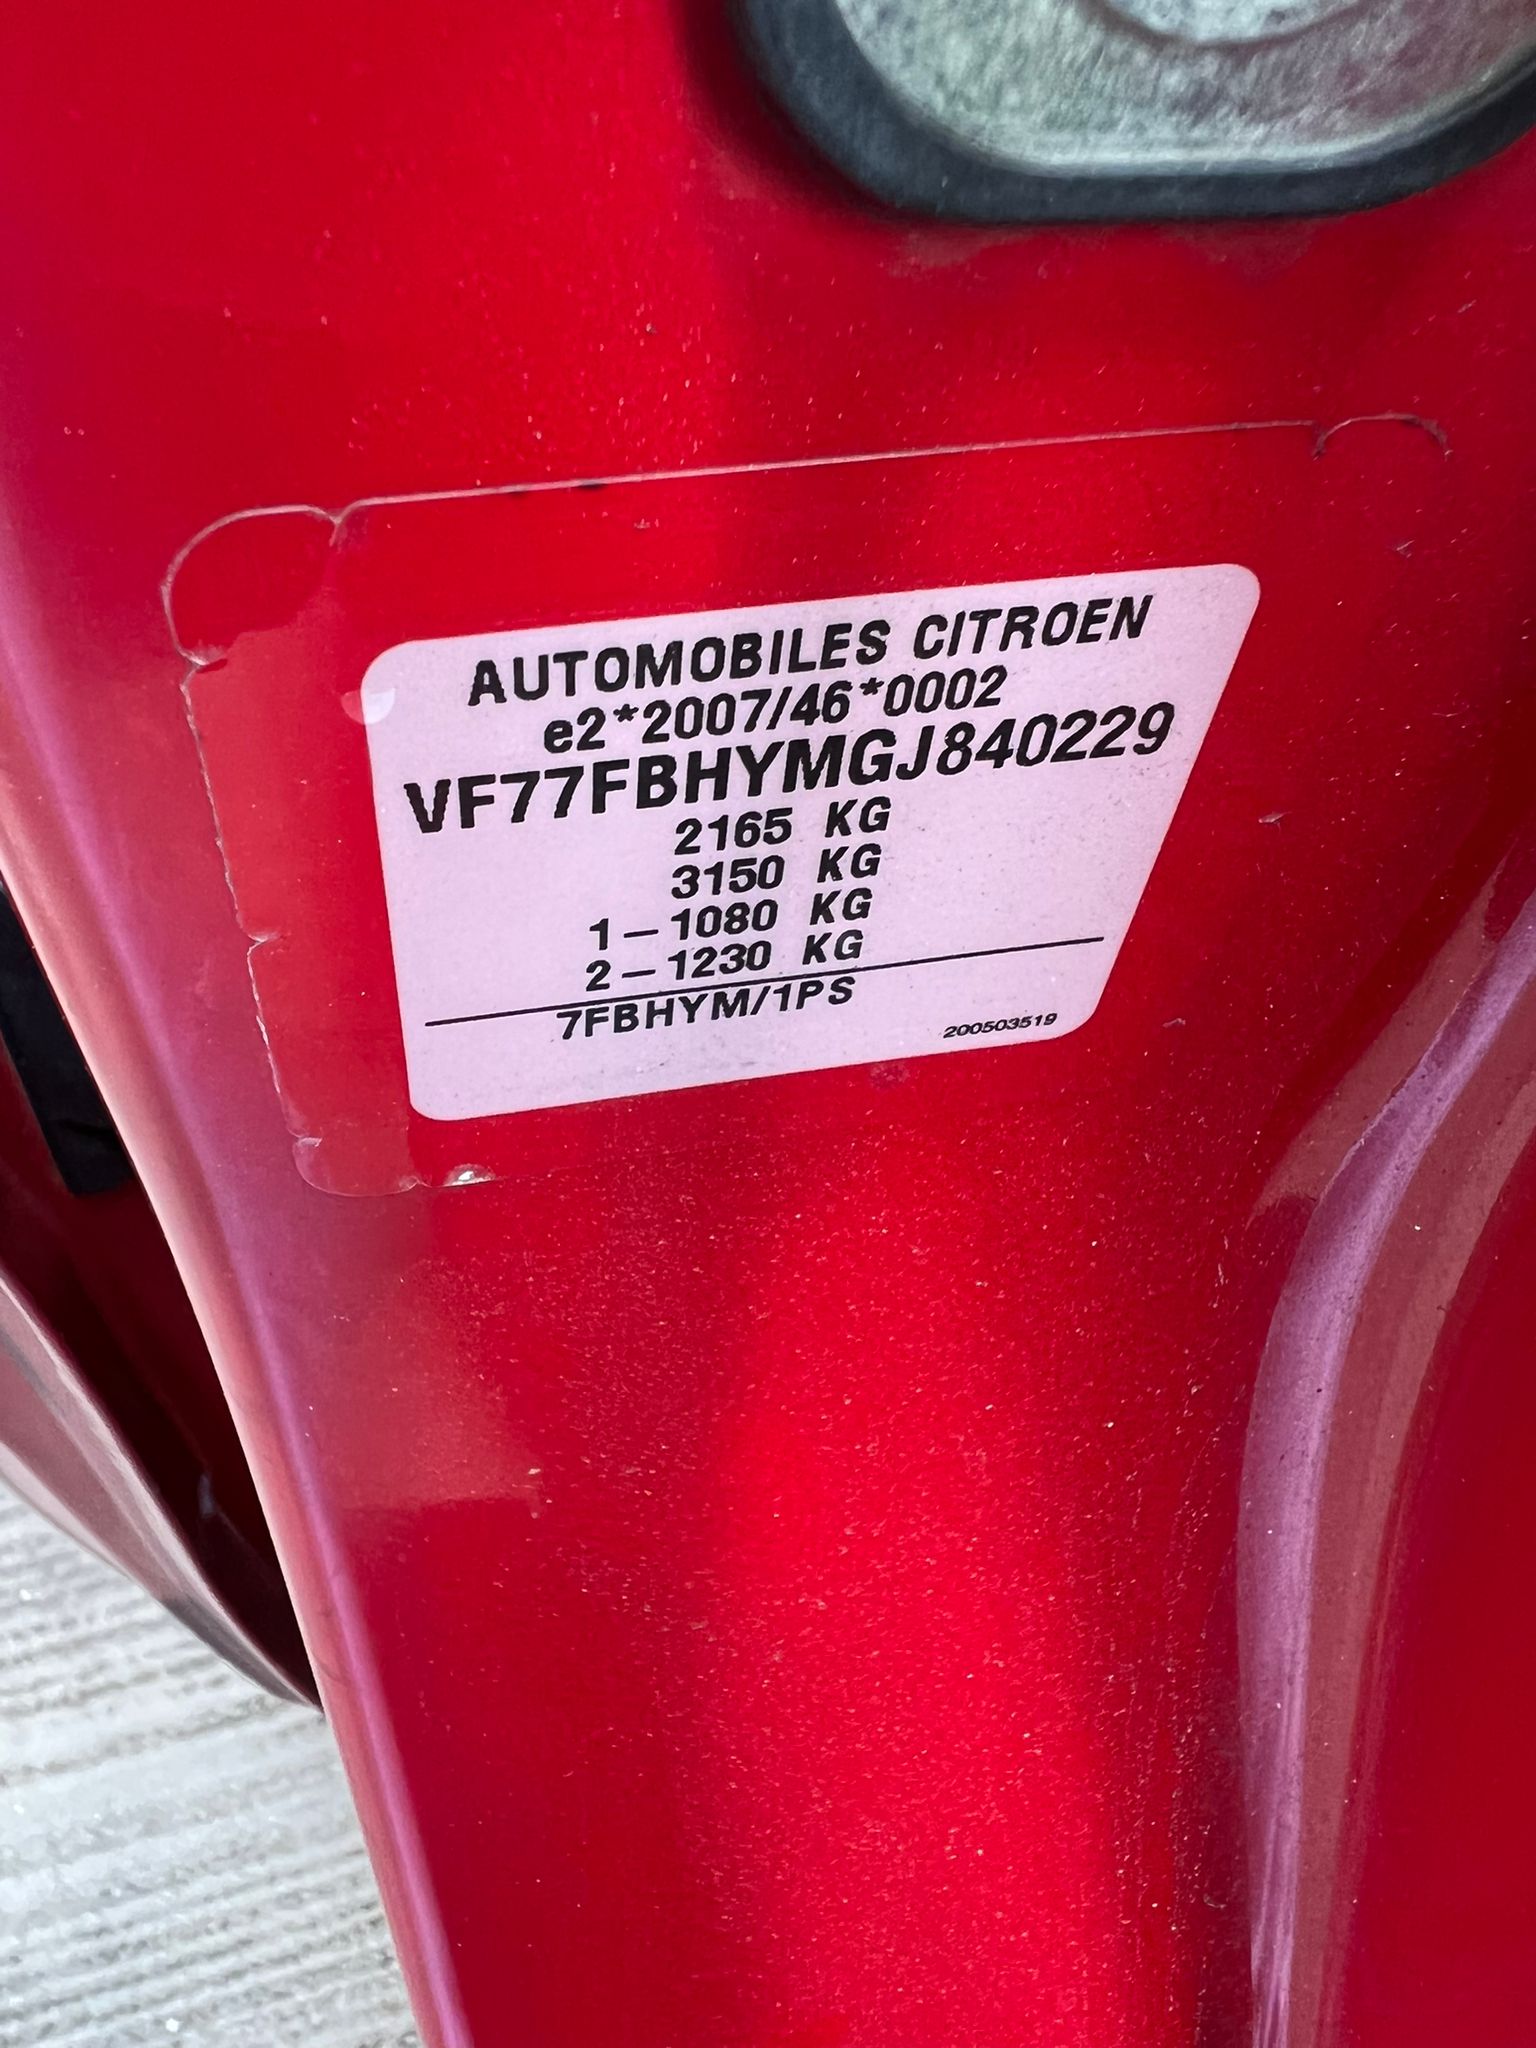 AUTOMOBILES CITROEN
e2*2007/46*0002
VF77FBHYMGJ840229
2165 KG
3150 KG
1-1080 KG
2-1230 KG
7FBHYM/1PS
200503519